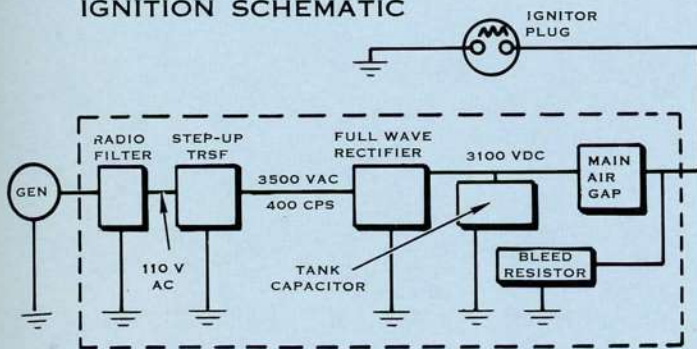 IGNITION SCHEMATIC
IGNITOR
PLUG
RADIO
FILTER
STEP-UP
TRSF
FULL WAVE
RECTIFIER
3100 VDC
MAIN
AIR
GAP
GEN
3500 VAC
400 CPS
110 V
AC
TANK
CAPACITOR
BLEED
RESISTOR